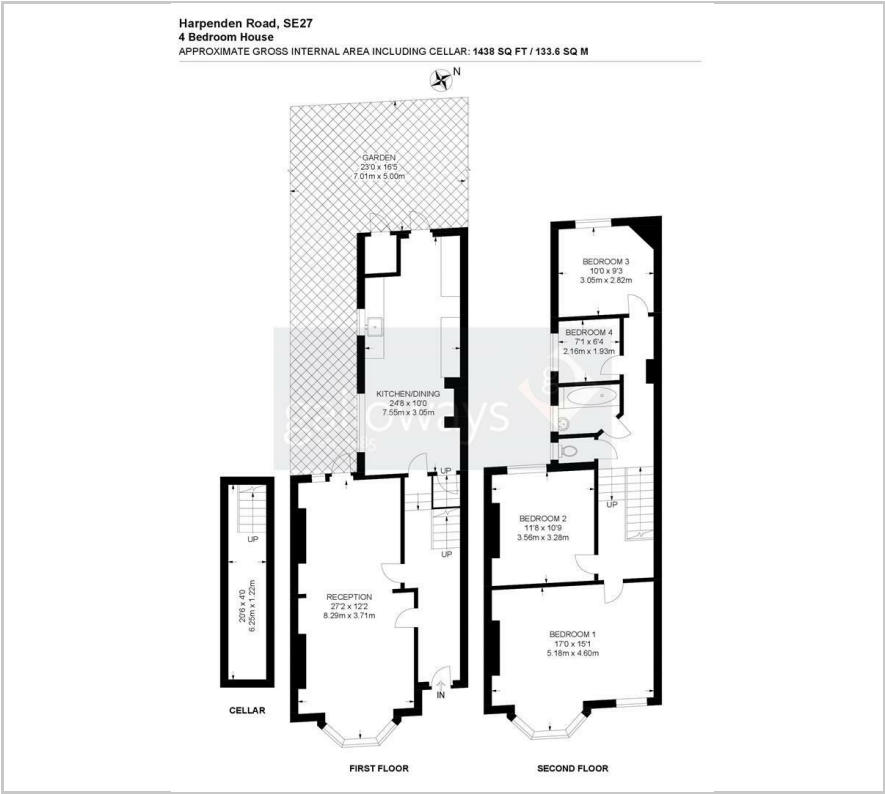 Harpenden Road, SE27
4 Bedroom House
APPROXIMATE GROSS INTERNAL AREA INCLUDING CELLAR: 1438 SQ FT / 133.6 SQ M
N
GARDEN
23'0 x 16'5
7.01m x 5.00m
BEDROOM 3
10'0 x 9'3
3.05m x 2.82m
BEDROOM 4
7'1 x 6'4
2.16m x 1.93m
KITCHEN/DINING
24'8 x 10'0
7.55m x 3.05m
UP
UP
BEDROOM 2
11'8 x 10'9
3.56m x 3.28m
UP
UP
20'6 x 4'0
6.25m x 1.22m
RECEPTION
27'2 x 12'2
8.29m x 3.71m
BEDROOM 1
17'0 x 15'1
5.18m x 4.60m
IN
CELLAR
FIRST FLOOR
SECOND FLOOR